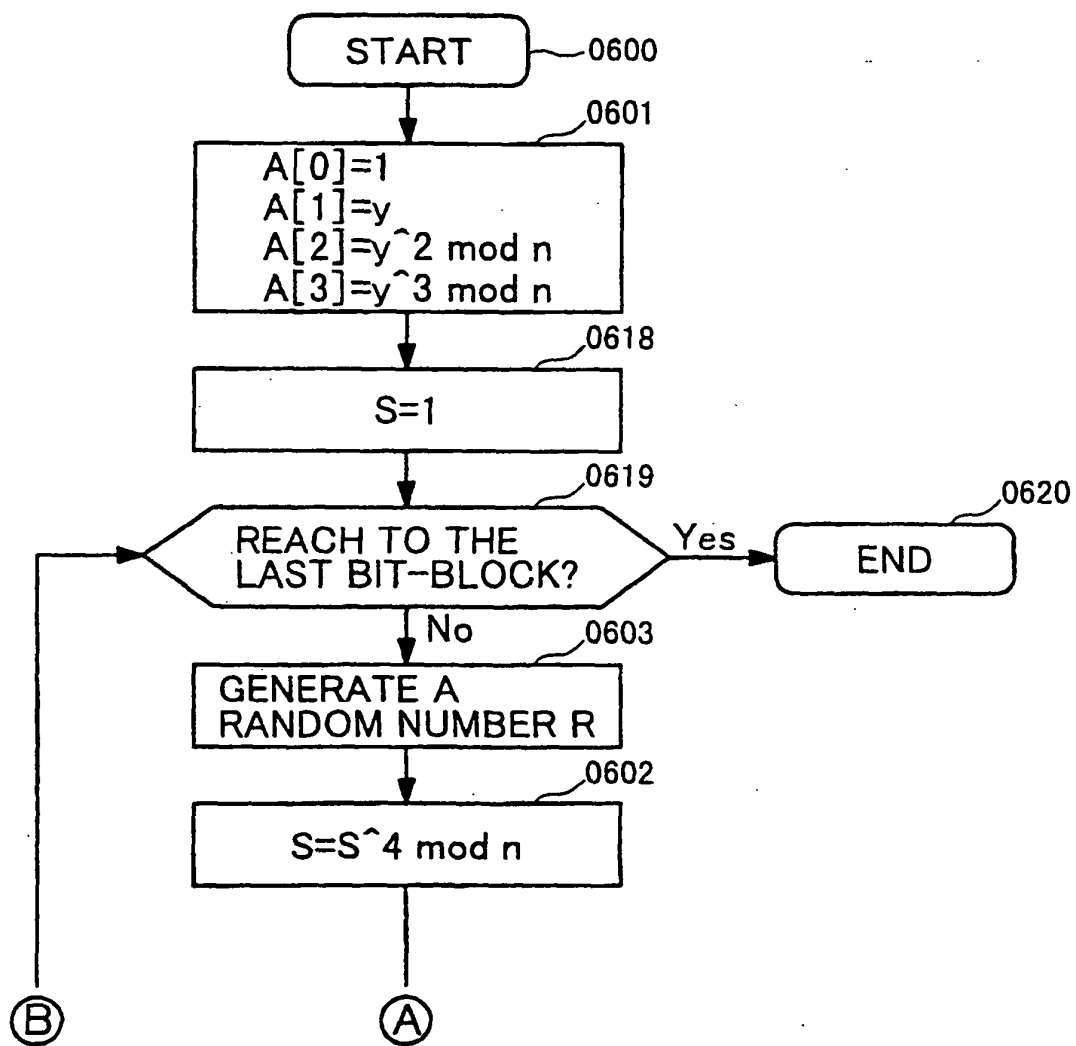 START
0600
0601
A[0]=1
A[1]=y
A[2]=y^2 mod n
A[3]=y^3 mod n
0618
S=1
0619
REACH TO THE
LAST BIT-BLOCK?
Yes
0620
END
No
0603
GENERATE A
RANDOM NUMBER R
0602
S=S^4 mod n
B
A